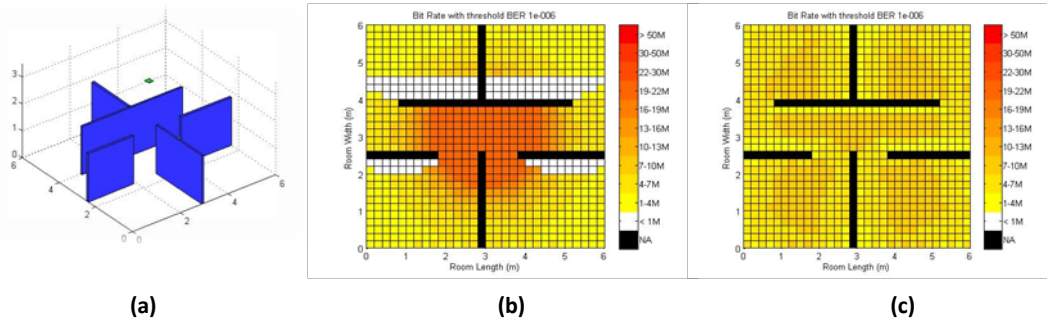 3
2
1
0
6
4
2
0
0
2
4
6
(a)
Bit Rate with threshold BER 1e-006
6
5
4
3
2
1
0
Room Width (m)
0 1 2 3 4 5 6
Room Length (m)
> 50M
30-50M
22-30M
19-22M
16-19M
13-16M
10-13M
7-10M
4-7M
1-4M
< 1M
NA
(b)
Bit Rate with threshold BER 1e-006
6
5
4
3
2
1
0
Room Width (m)
0 1 2 3 4 5 6
Room Length (m)
> 50M
30-50M
22-30M
19-22M
16-19M
13-16M
10-13M
7-10M
4-7M
1-4M
< 1M
NA
(c)